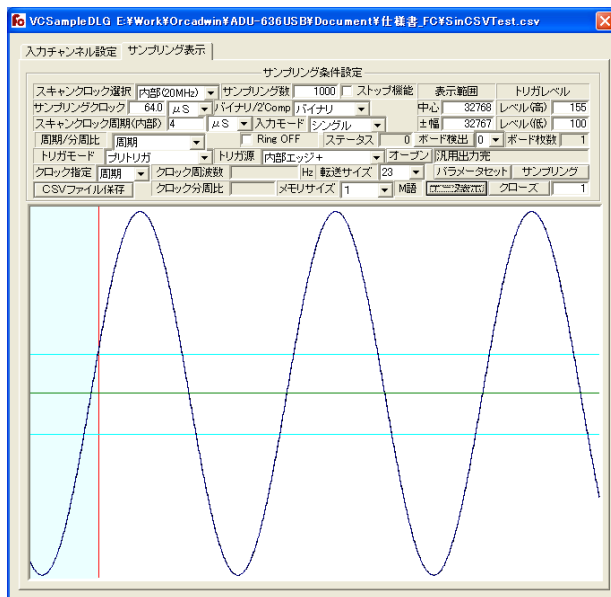 VCSampleDLG E:¥Work¥Orcadwin¥ADU-636USB¥Document¥仕様書_FC¥SinCSVTest.csv
入力チャンネル設定 サンプリング表示
サンプリング条件設定
スキャンクロック選択 内部(20MHz) サンプリング数 1000 ストップ機能 表示範囲 トリガレベル
サンプリングクロック 64.0 μS バイナリ/2'Comp バイナリ 中心 32768 レベル(高) 155
スキャンクロック周期(内部) 4 μS 入力モード シングル ±幅 32767 レベル(低) 100
周期/分周比 周期 Ring OFF ステータス 0 ボード検出 0 ボード枚数 1
トリガモード プリトリガ トリガ源 内部エッジ+ オープン 汎用出力完
クロック指定 周期 クロック周波数 Hz 転送サイズ 23 パラメータセット サンプリング
CSVファイル保存 クロック分周比 メモリサイズ 1 M語 クローズ 1